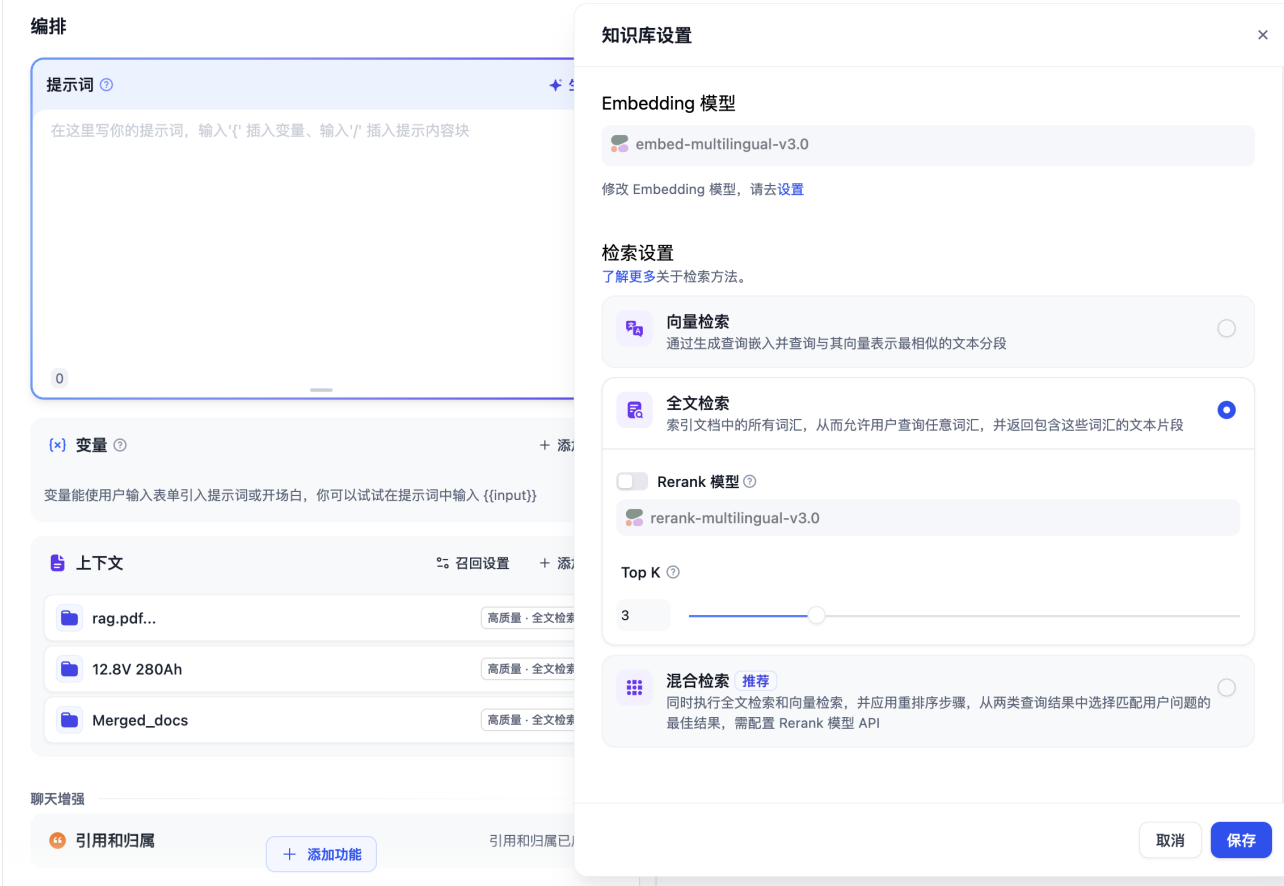 编排
提示词
在这里写你的提示词，输入'{' 插入变量、输入'/' 插入提示内容块
0
{x} 变量
+ 添加
变量能使用户输入表单引入提示词或开场白，你可以试试在提示词中输入 {{input}}
上下文
召回设置
+ 添加
rag.pdf...
高质量 · 全文检索
12.8V 280Ah
高质量 · 全文检索
Merged_docs
高质量 · 全文检索
聊天增强
引用和归属
引用和归属已
+ 添加功能
知识库设置
Embedding 模型
embed-multilingual-v3.0
修改 Embedding 模型，请去设置
检索设置
了解更多关于检索方法。
向量检索
通过生成查询嵌入并查询与其向量表示最相似的文本分段
全文检索
索引文档中的所有词汇，从而允许用户查询任意词汇，并返回包含这些词汇的文本片段
Rerank 模型
rerank-multilingual-v3.0
Top K
3
混合检索 推荐
同时执行全文检索和向量检索，并应用重排序步骤，从两类查询结果中选择匹配用户问题的
最佳结果，需配置 Rerank 模型 API
取消
保存